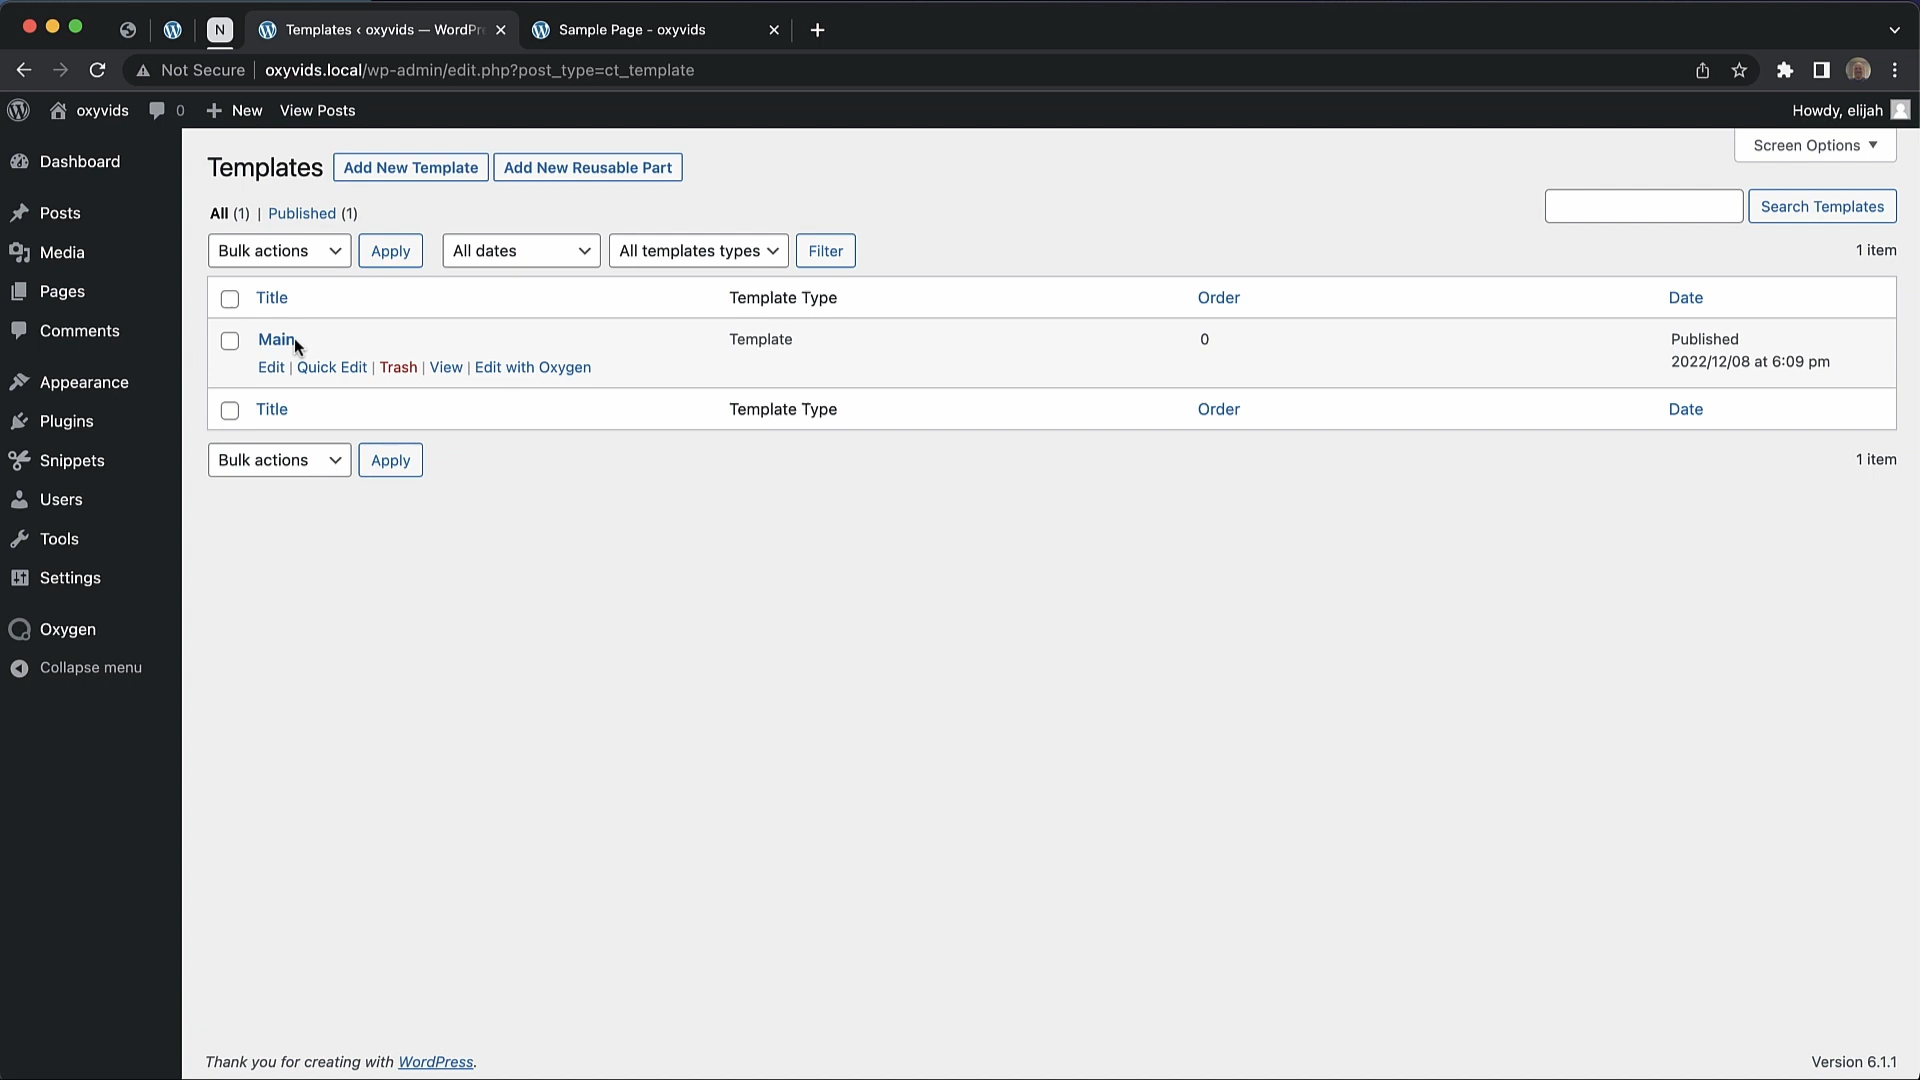 N
Templates ‹ oxyvids — WordPr
Sample Page - oxyvids
Not Secure
oxyvids.local/wp-admin/edit.php?post_type=ct_template
oxyvids
0
New
View Posts
Howdy, elijah
Dashboard
Posts
Media
Pages
Comments
Appearance
Plugins
Snippets
Users
Tools
Settings
Oxygen
Collapse menu
Screen Options ▼
Templates
Add New Template
Add New Reusable Part
All (1) | Published (1)
Search Templates
Bulk actions
Apply
All dates
All templates types
Filter
1 item
Title
Template Type
Order
Date
Main
Template
0
Published
2022/12/08 at 6:09 pm
Edit | Quick Edit | Trash | View | Edit with Oxygen
Title
Template Type
Order
Date
Bulk actions
Apply
1 item
Thank you for creating with WordPress.
Version 6.1.1